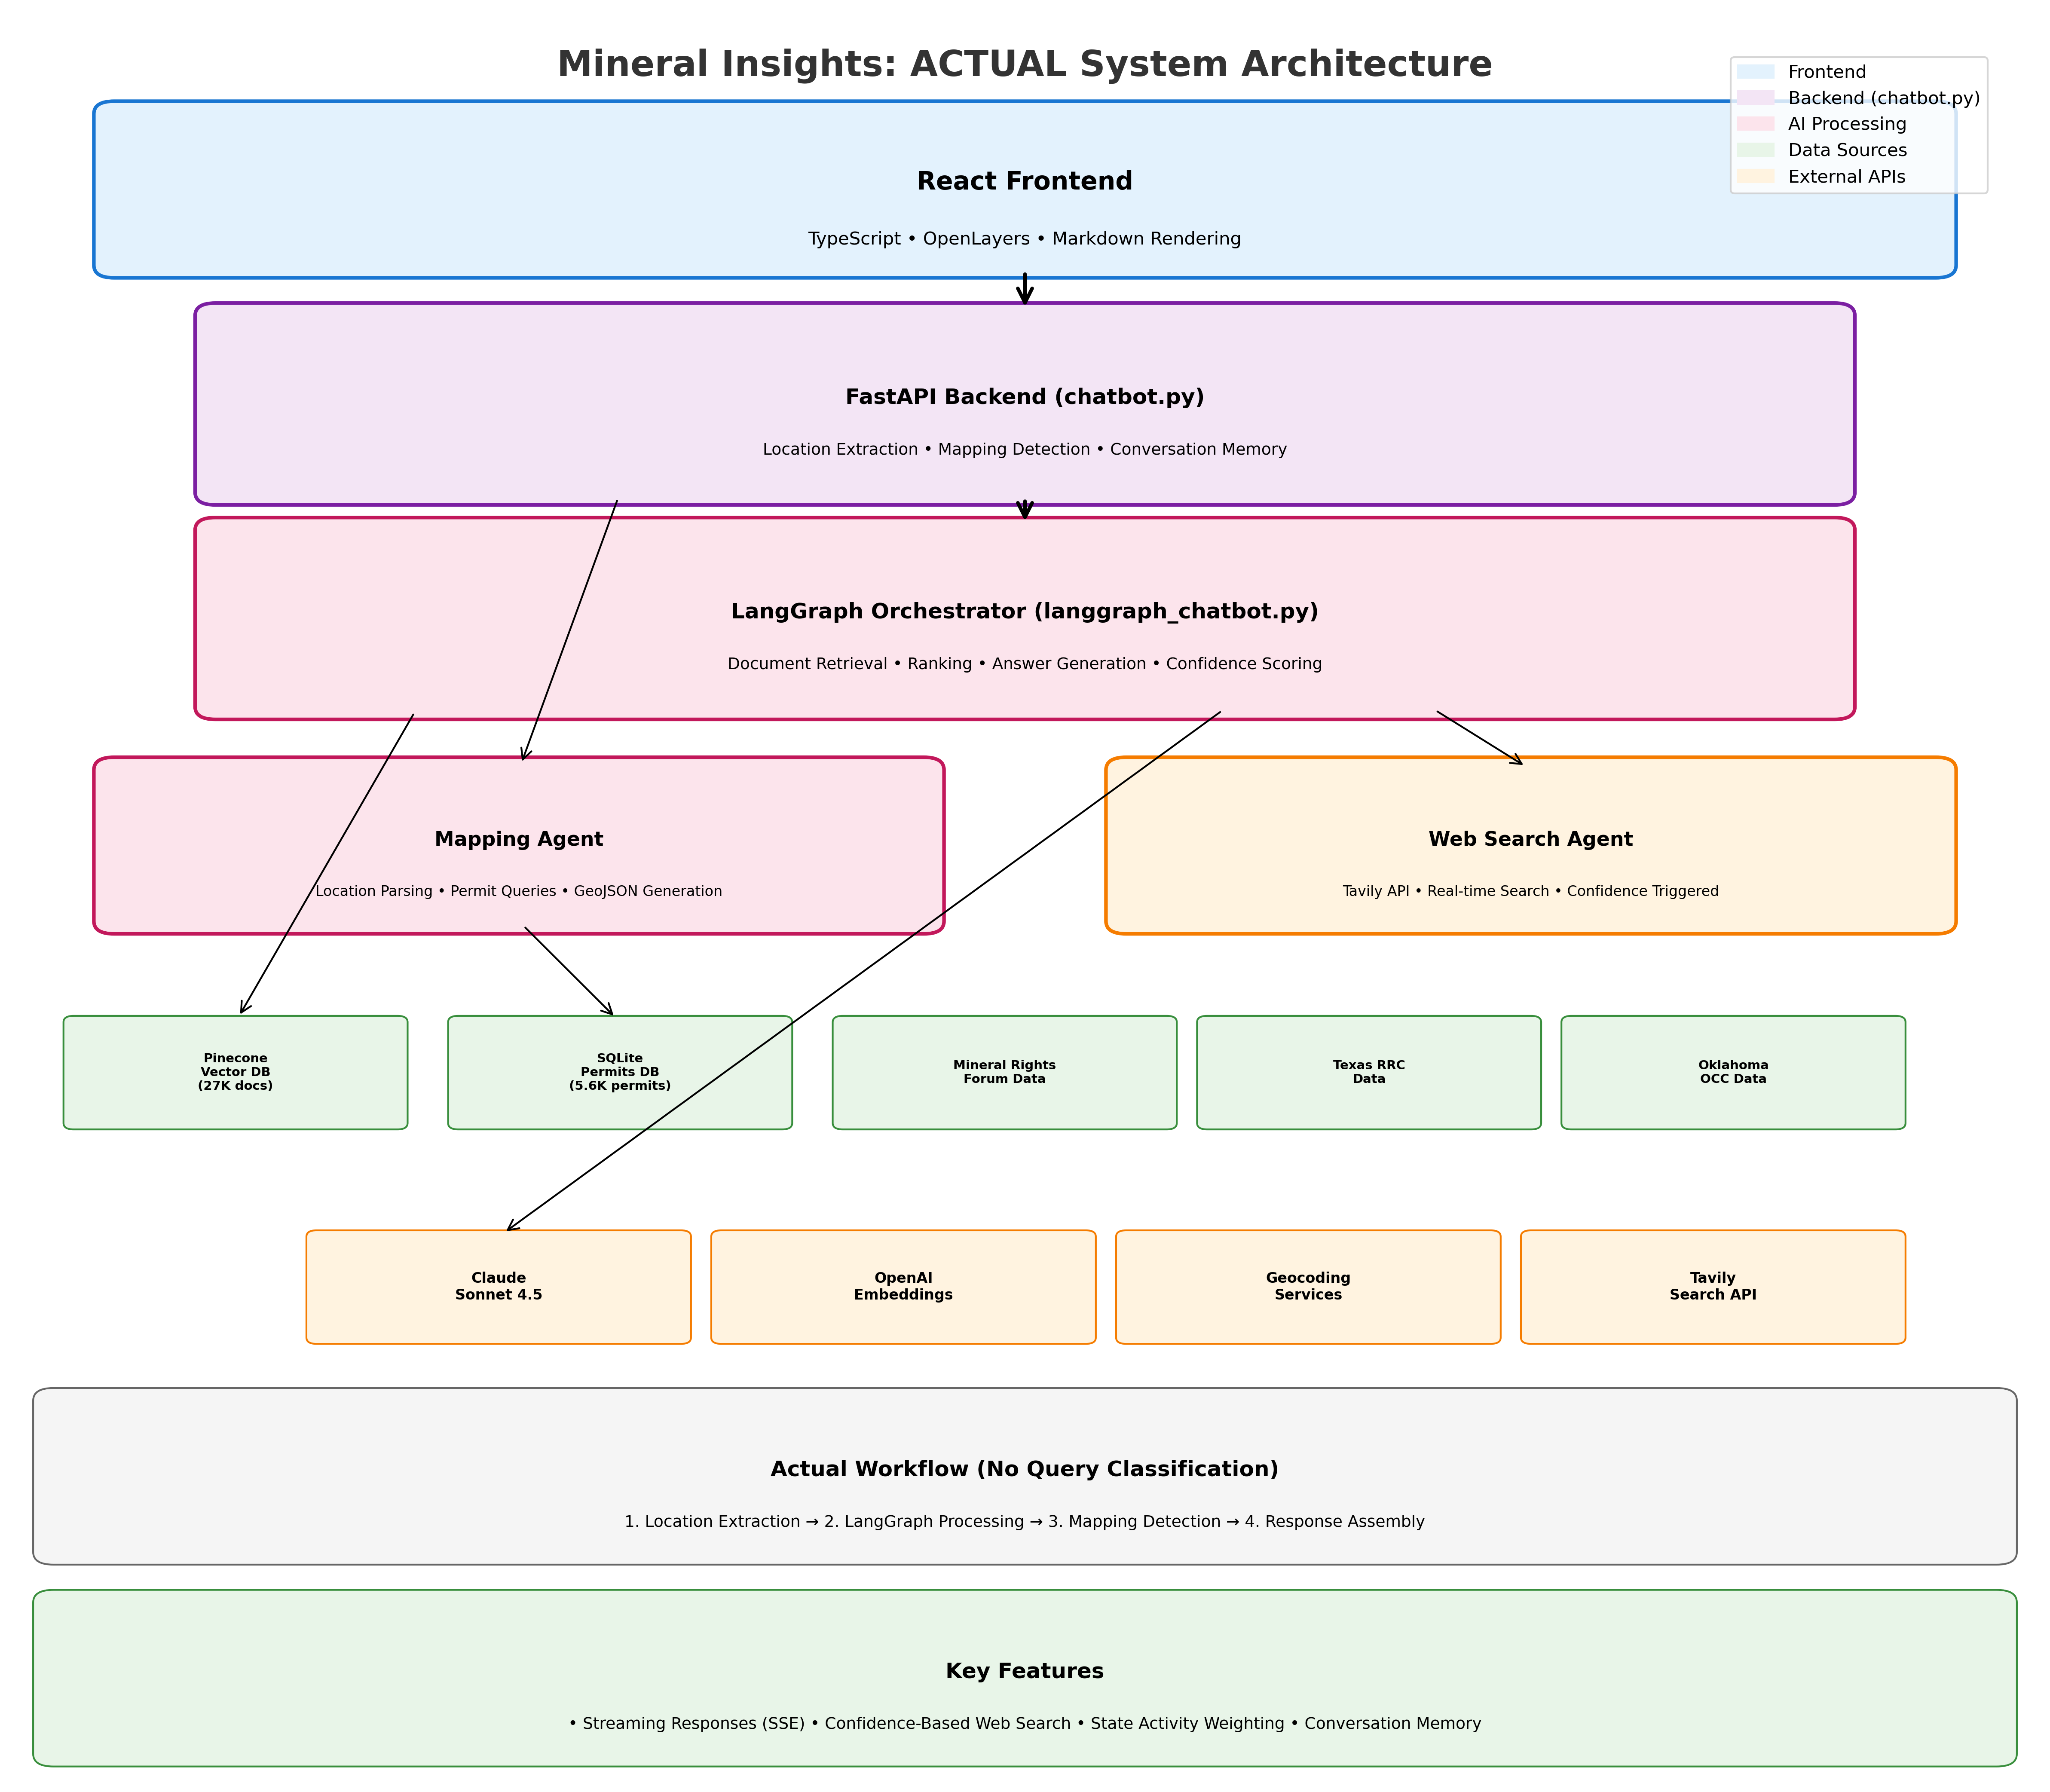 Mineral Insights: ACTUAL System Architecture
Frontend
Backend (chatbot.py)
AI Processing
Data Sources
External APIs
React Frontend
TypeScript • OpenLayers • Markdown Rendering
FastAPI Backend (chatbot.py)
Location Extraction • Mapping Detection • Conversation Memory
LangGraph Orchestrator (langgraph_chatbot.py)
Document Retrieval • Ranking • Answer Generation • Confidence Scoring
Mapping Agent
Location Parsing • Permit Queries • GeoJSON Generation
Web Search Agent
Tavily API • Real-time Search • Confidence Triggered
Pinecone
Vector DB
(27K docs)
SQLite
Permits DB
(5.6K permits)
Mineral Rights
Forum Data
Texas RRC
Data
Oklahoma
OCC Data
Claude
Sonnet 4.5
OpenAI
Embeddings
Geocoding
Services
Tavily
Search API
Actual Workflow (No Query Classification)
1. Location Extraction → 2. LangGraph Processing → 3. Mapping Detection → 4. Response Assembly
Key Features
• Streaming Responses (SSE) • Confidence-Based Web Search • State Activity Weighting • Conversation Memory